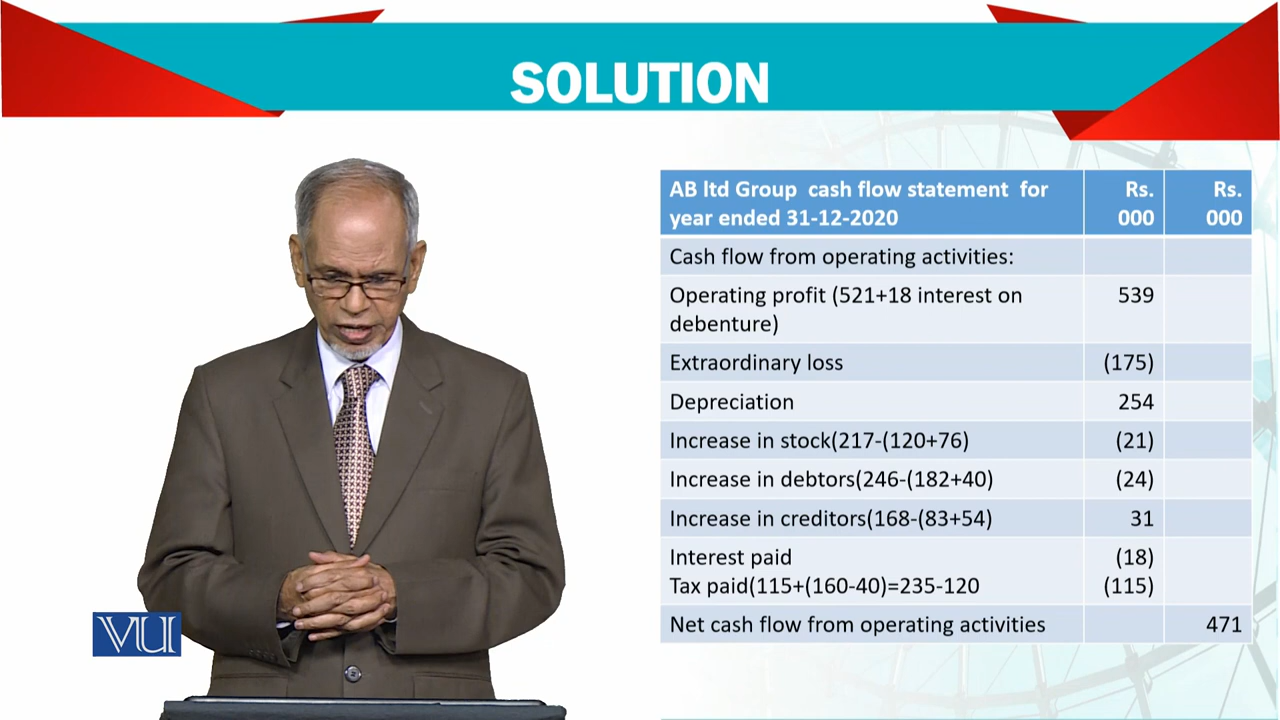 SOLUTION
AB ltd Group cash flow statement for Rs. Rs.
year ended 31-12-2020 000 000
Cash flow from operating activities:
Operating profit (521+18 interest on 539
debenture)
Extraordinary loss (175)
Depreciation 254
Increase in stock(217-(120+76) (21)
Increase in debtors(246-(182+40) (24)
Increase in creditors(168-(83+54) 31
Interest paid (18)
Tax paid(115+(160-40)=235-120 (115)
Net cash flow from operating activities 471
VU